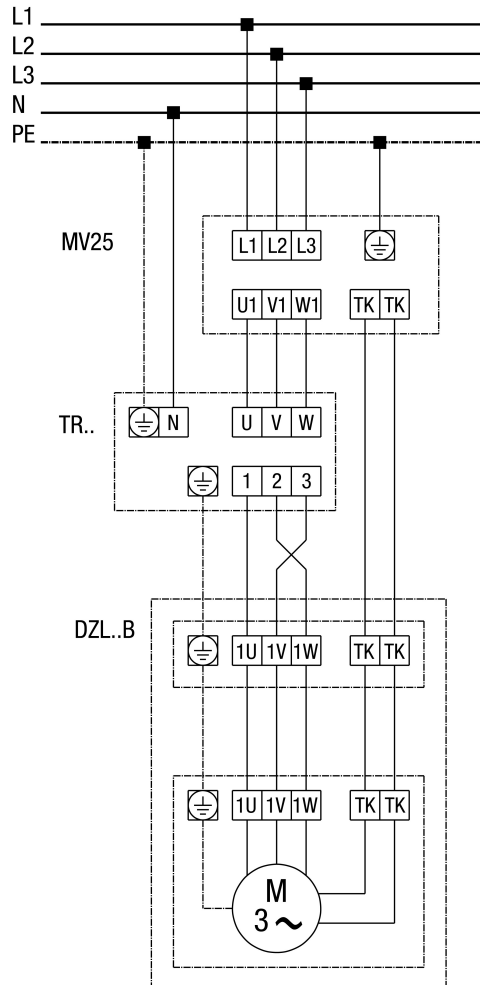 L1
L2
L3
N
PE
MV25
L1 L2 L3
U1 V1 W1 TK TK
TR..
N U V W
1 2 3
DZL..B
1U 1V 1W TK TK
1U 1V 1W TK TK
M
3 ~